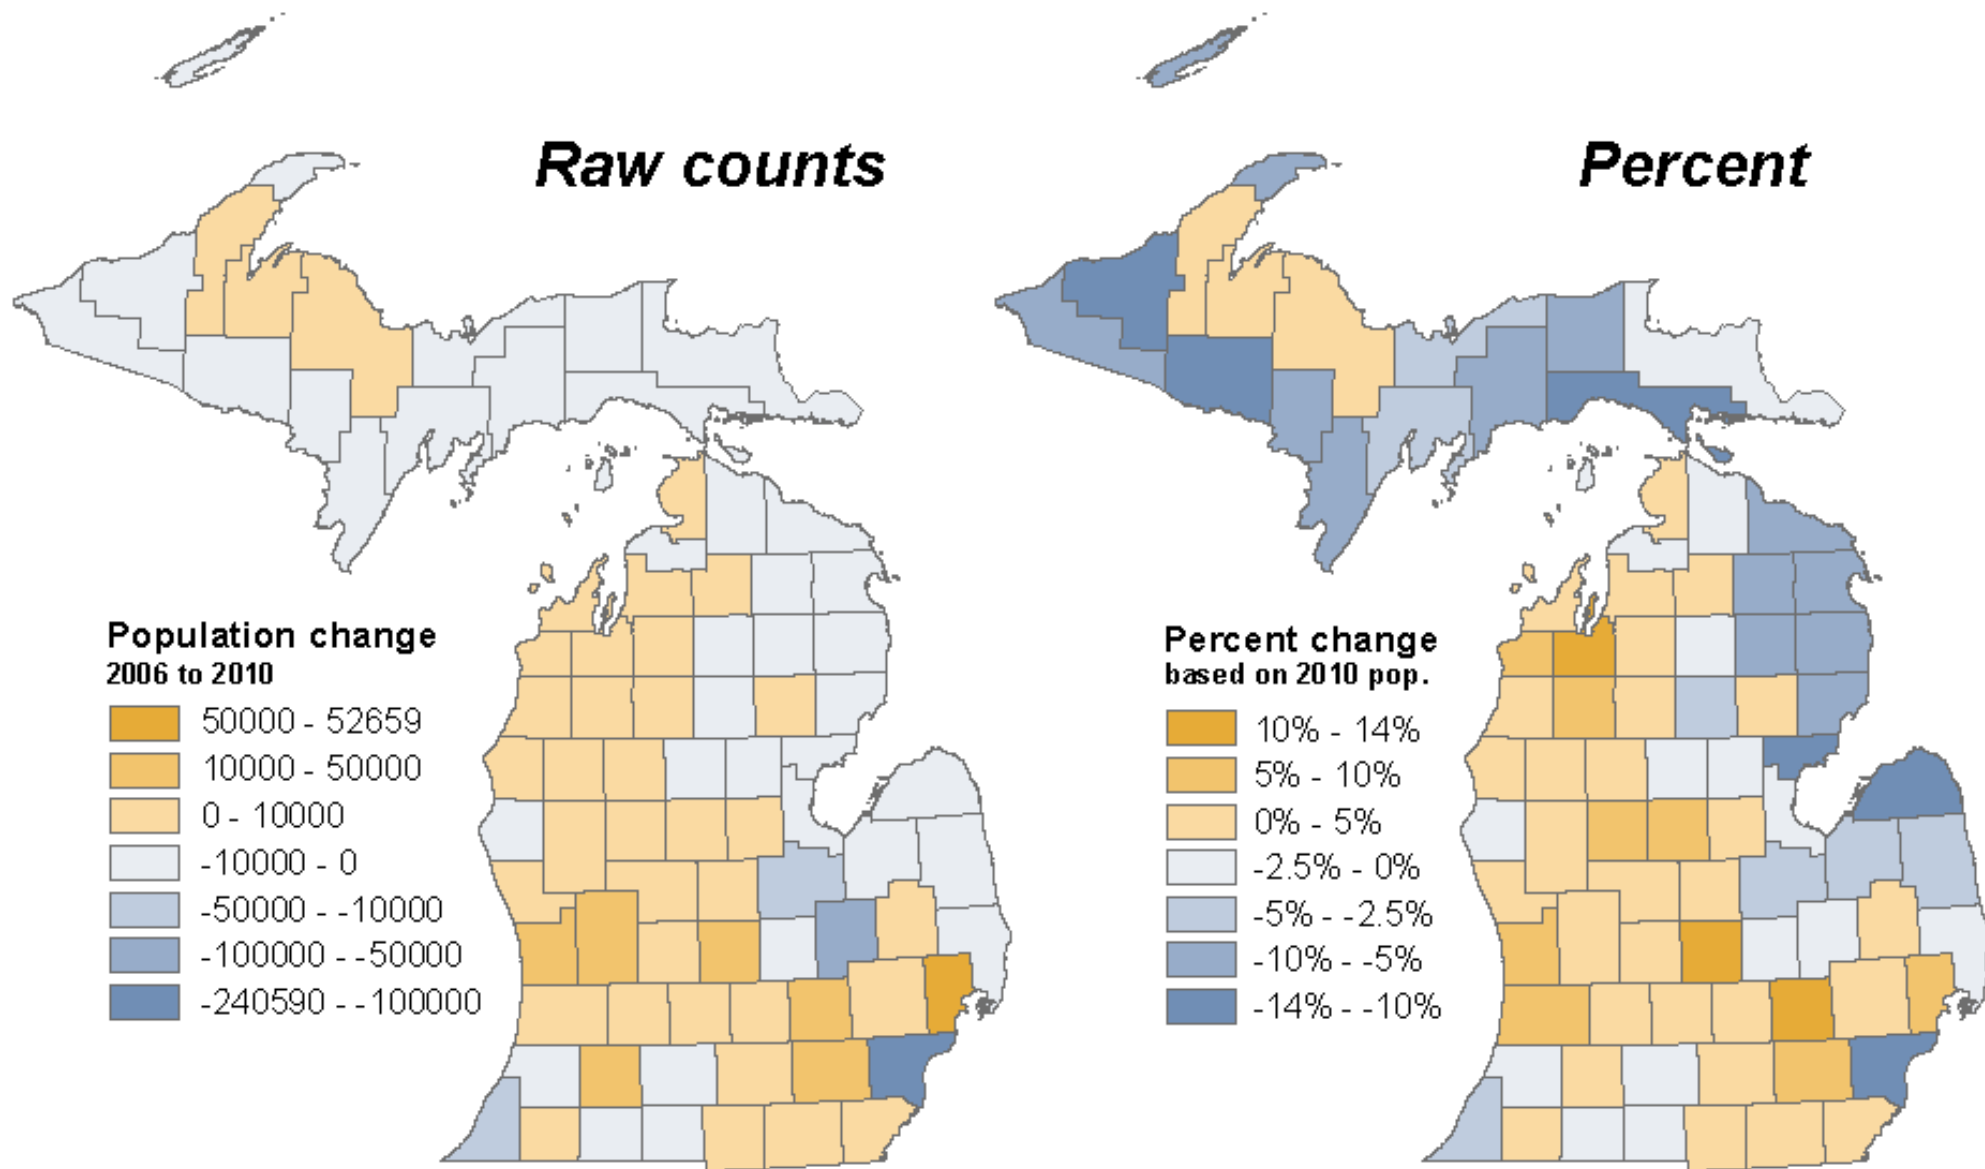 Raw counts
Percent
Population change
2006 to 2010
50000 - 52659
10000 - 50000
0 - 10000
-10000 - 0
-50000 - -10000
-100000 - -50000
-240590 - -100000
Percent change
based on 2010 pop.
10% - 14%
5% - 10%
0% - 5%
-2.5% - 0%
-5% - -2.5%
-10% - -5%
-14% - -10%